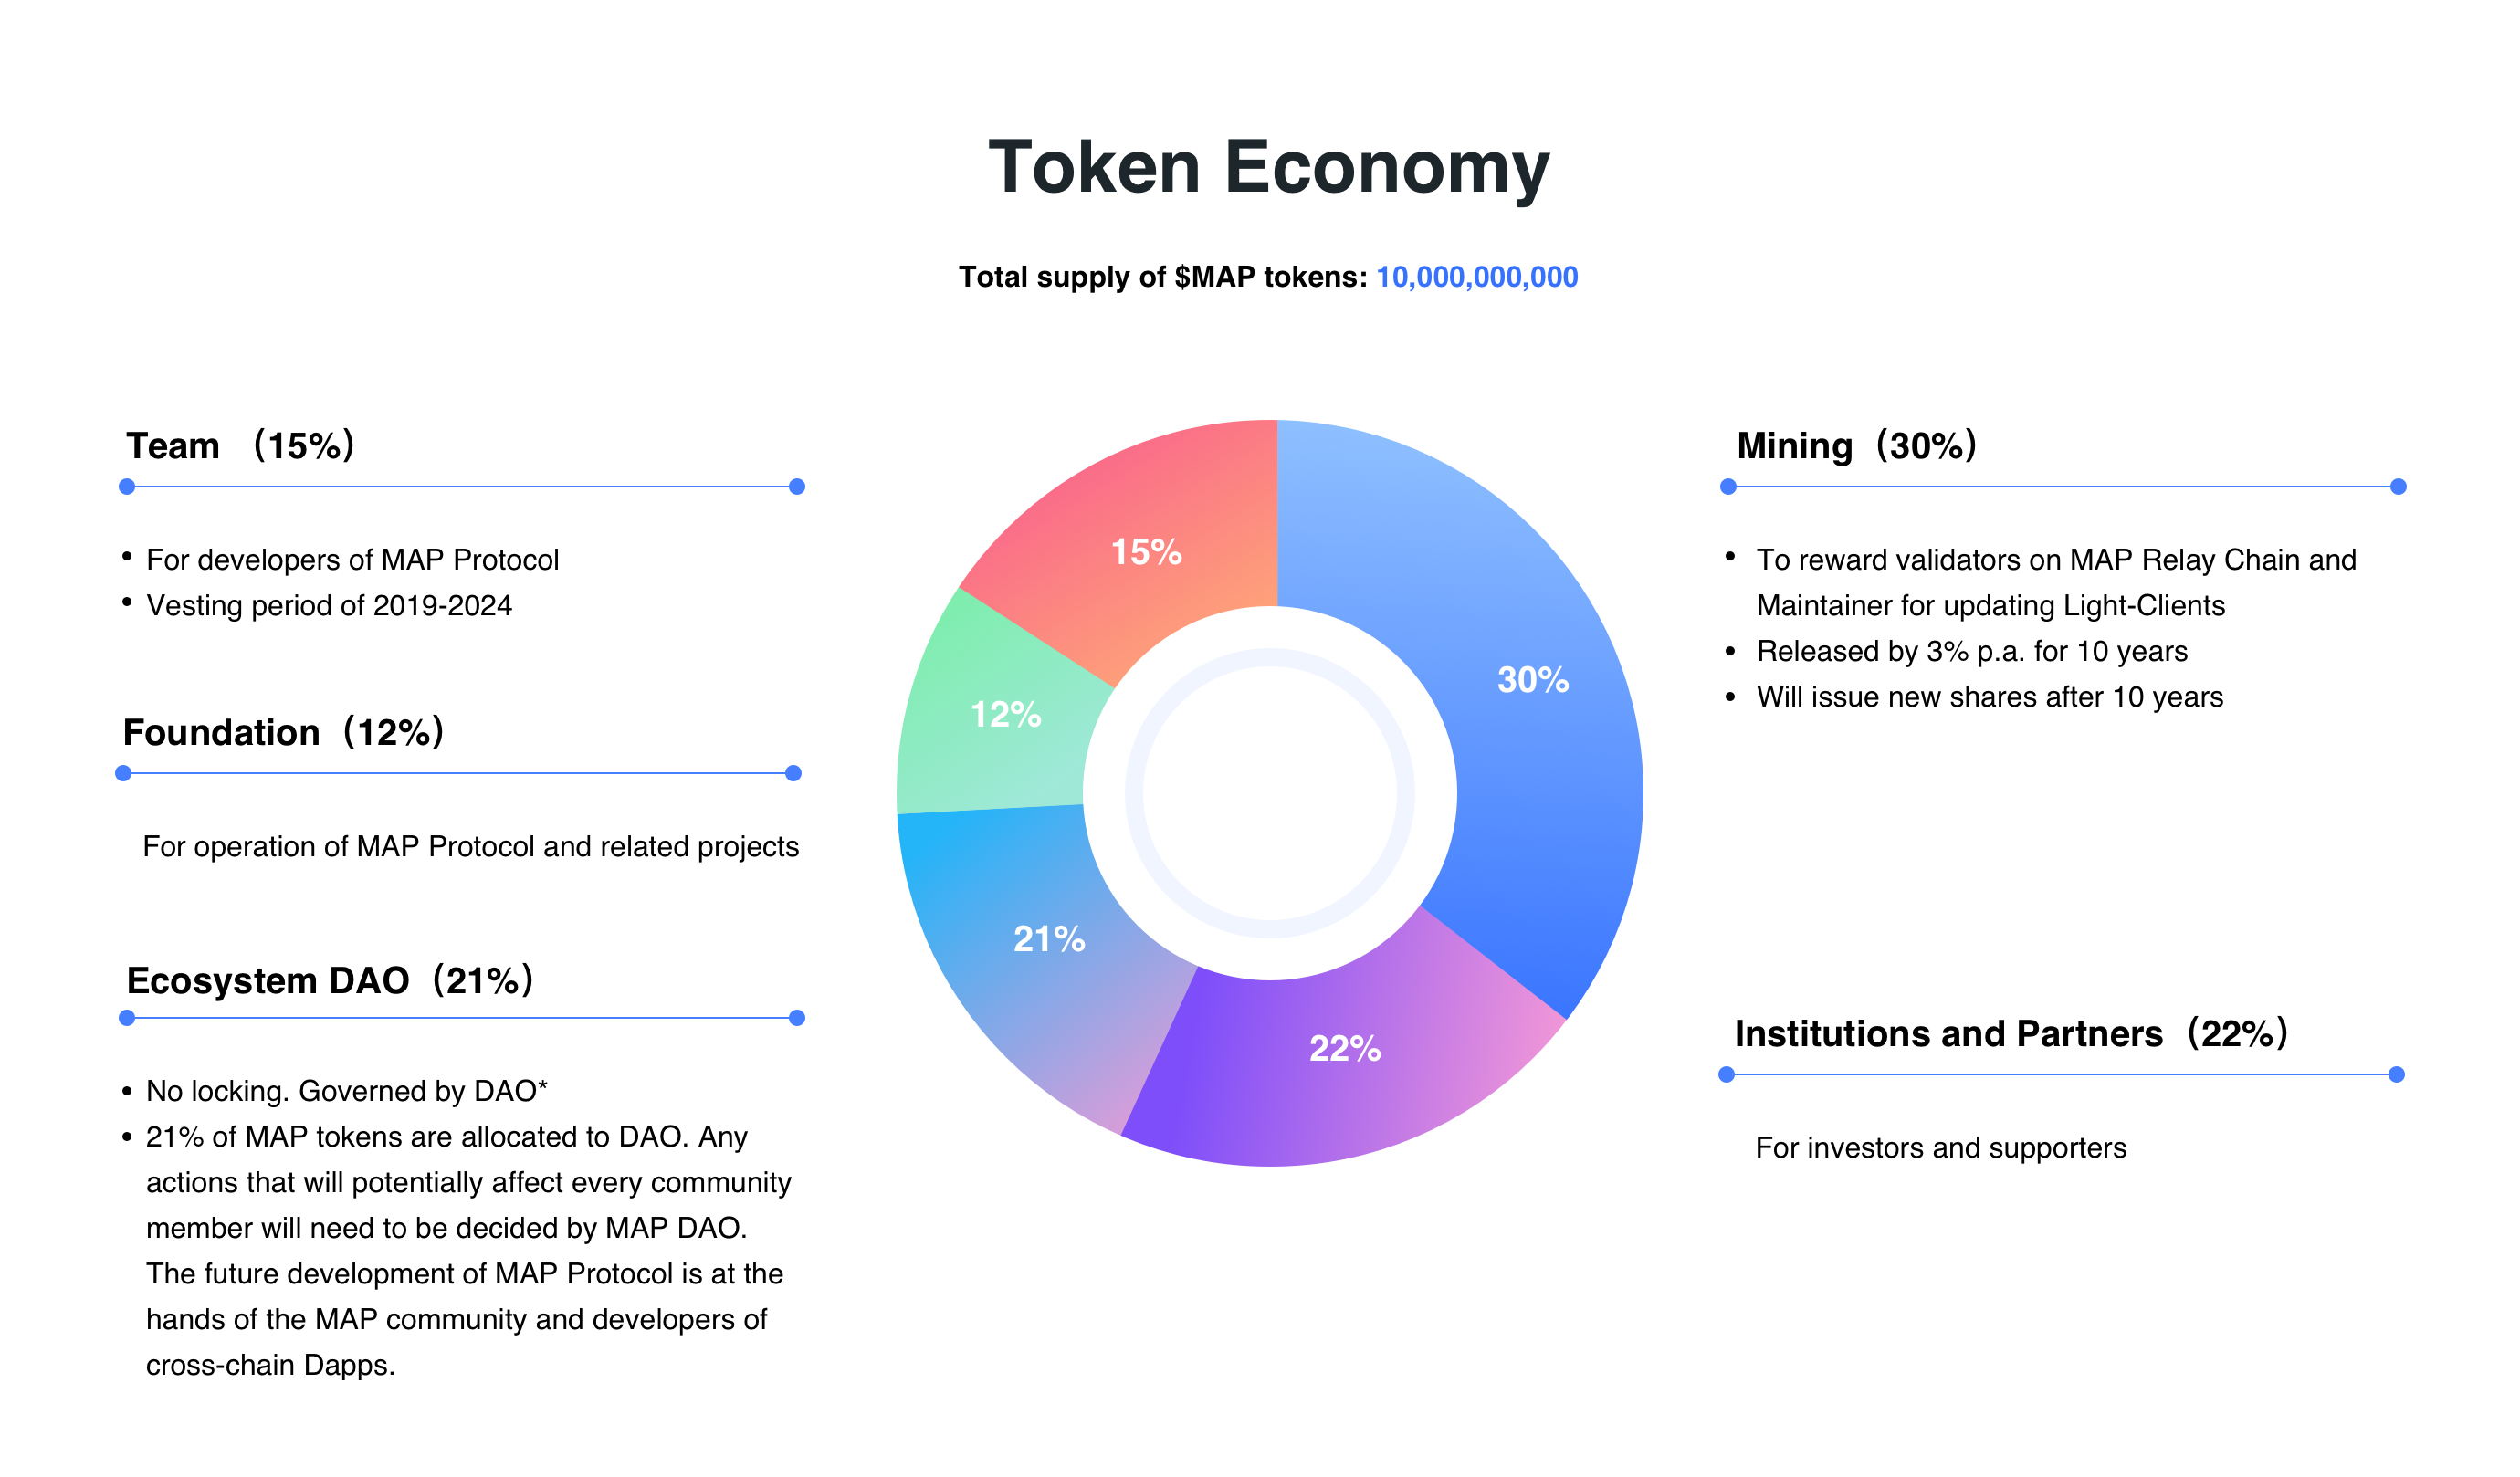 Token Economy
Total supply of $MAP tokens: 10,000,000,000
Team （15%）
• For developers of MAP Protocol
• Vesting period of 2019-2024
Foundation（12%）
For operation of MAP Protocol and related projects
Ecosystem DAO（21%）
• No locking. Governed by DAO*
• 21% of MAP tokens are allocated to DAO. Any
actions that will potentially affect every community
member will need to be decided by MAP DAO.
The future development of MAP Protocol is at the
hands of the MAP community and developers of
cross-chain Dapps.
15%
30%
12%
21%
22%
Mining（30%）
• To reward validators on MAP Relay Chain and
Maintainer for updating Light-Clients
• Released by 3% p.a. for 10 years
• Will issue new shares after 10 years
Institutions and Partners（22%）
For investors and supporters